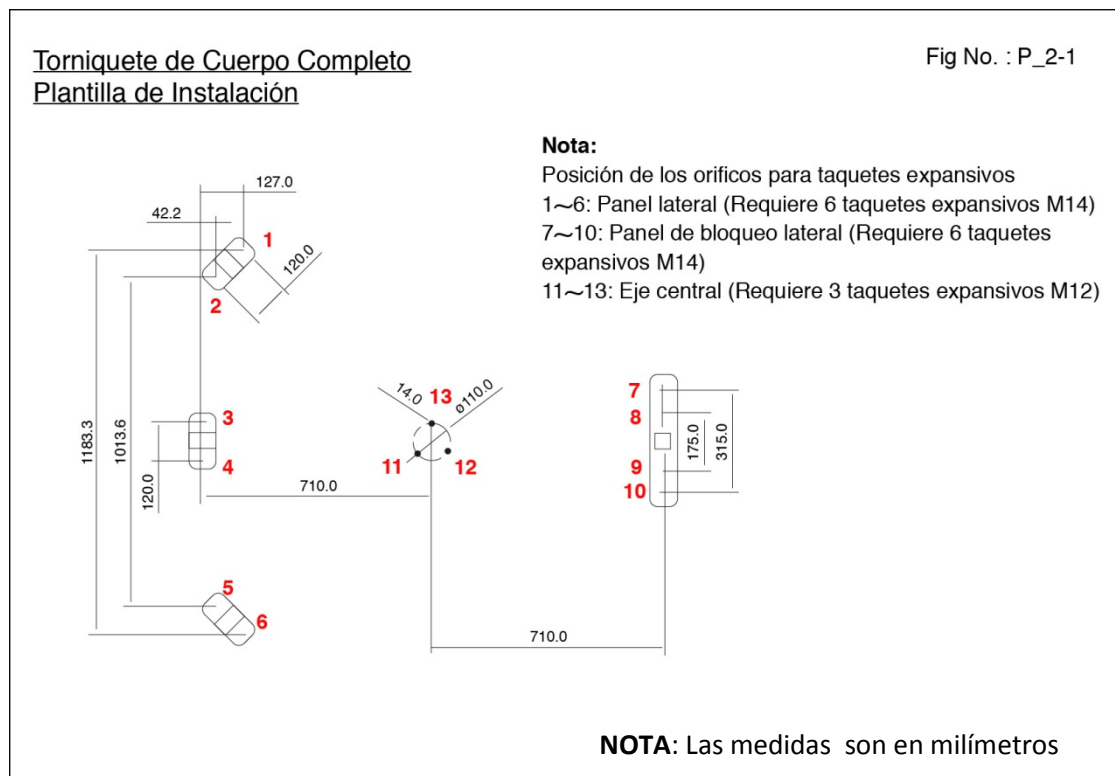 Torniquete de Cuerpo Completo
Plantilla de Instalación
Fig No. : P_2-1
Nota:
Posición de los orificos para taquetes expansivos
1~6: Panel lateral (Requiere 6 taquetes expansivos M14)
7~10: Panel de bloqueo lateral (Requiere 6 taquetes
expansivos M14)
11~13: Eje central (Requiere 3 taquetes expansivos M12)
127.0
42.2
1
120.0
2
14.0
13
ø110.0
7
3
8
1183.3
1013.6
175.0
315.0
11
12
4
9
10
120.0
710.0
5
6
710.0
NOTA: Las medidas son en milímetros